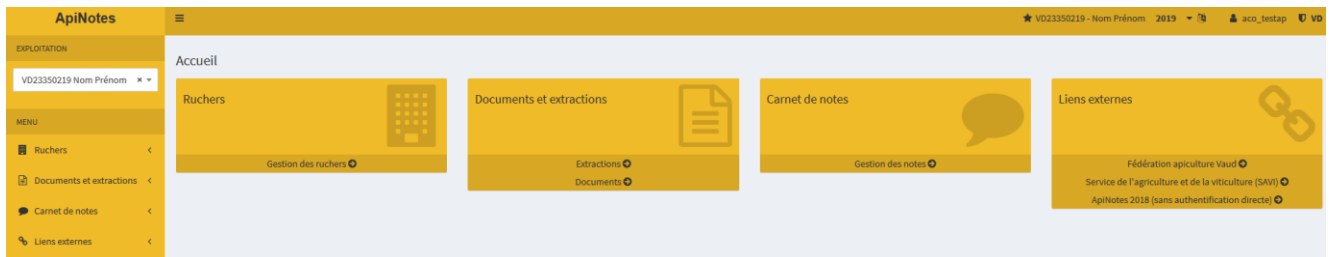 ApiNotes
VD23350219 - Nom Prénom 2019 aco_testap VD
EXPLOITATION
VD23350219 Nom Prénom ×
MENU
Ruchers
Documents et extractions
Carnet de notes
Liens externes
Accueil
Ruchers
Gestion des ruchers
Documents et extractions
Extractions
Documents
Carnet de notes
Gestion des notes
Liens externes
Fédération apiculture Vaud
Service de l'agriculture et de la viticulture (SAVI)
ApiNotes 2018 (sans authentification directe)